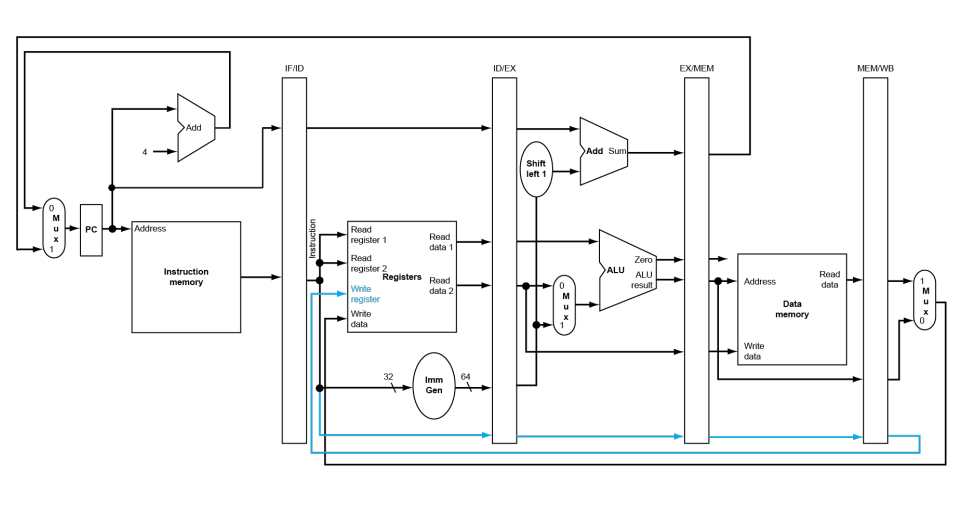 IF/ID
ID/EX
EX/MEM
MEM/WB
Add
4
Add Sum
Shift
left 1
0
M
u
x
1
PC
Address
Instruction
memory
Instruction
Read
register 1
Read
register 2
Registers
Write
register
Write
data
Read
data 1
Read
data 2
0
M
u
x
1
Zero
ALU
ALU
result
Address
Read
data
Data
memory
Write
data
1
M
u
x
0
32
Imm
Gen
64